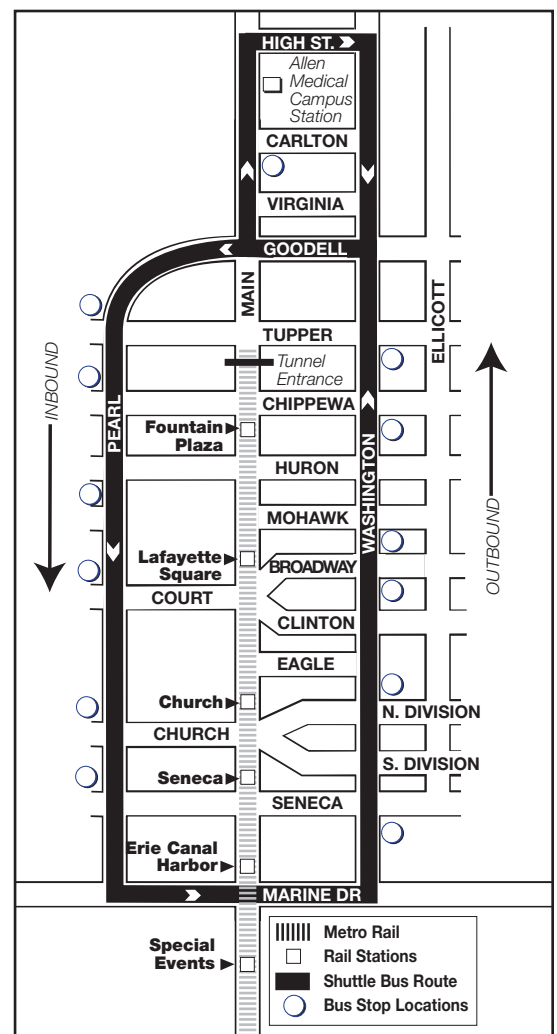 HIGH ST.
Allen
Medical
Campus
Station
CARLTON
VIRGINIA
GOODELL
MAIN
ELLICOTT
TUPPER
Tunnel
Entrance
INBOUND
CHIPPEWA
PEARL
Fountain
Plaza
HURON
WASHINGTON
OUTBOUND
MOHAWK
Lafayette
Square
BROADWAY
COURT
CLINTON
EAGLE
Church
N. DIVISION
CHURCH
S. DIVISION
Seneca
SENECA
Erie Canal
Harbor
MARINE DR
Special
Events
Metro Rail
Rail Stations
Shuttle Bus Route
Bus Stop Locations